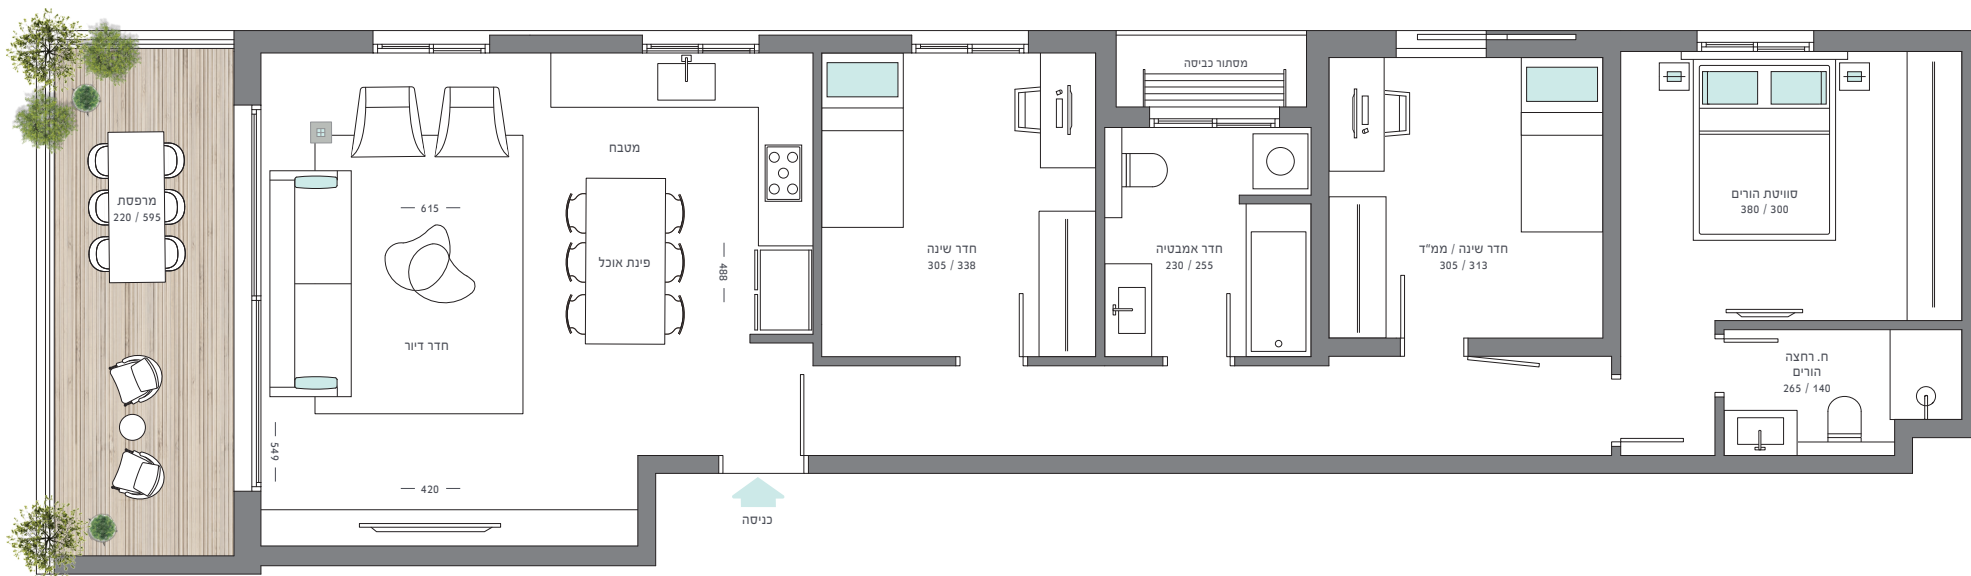 מסתור כביסה
מטבח
מרפסת
220 / 595
615
סוויטת הורים
380 / 300
חדר שינה
305 / 338
חדר אמבטיה
230 / 255
חדר שינה / ממ"ד
305 / 313
פינת אוכל
488
חדר דיור
ח. רחצה
הורים
265 / 140
549
420
כניסה